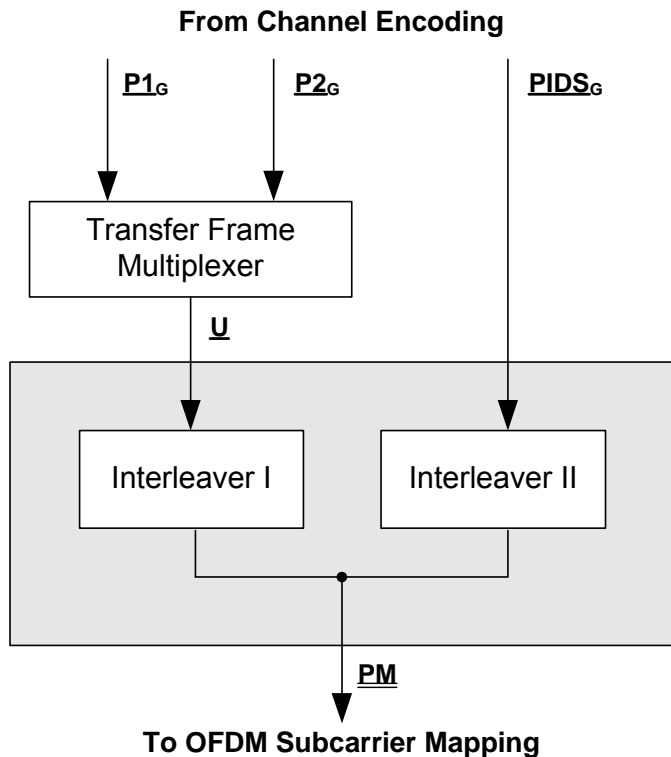 From Channel Encoding
P1G P2G PIDSG
Transfer Frame
Multiplexer
U
Interleaver I Interleaver II
PM
To OFDM Subcarrier Mapping